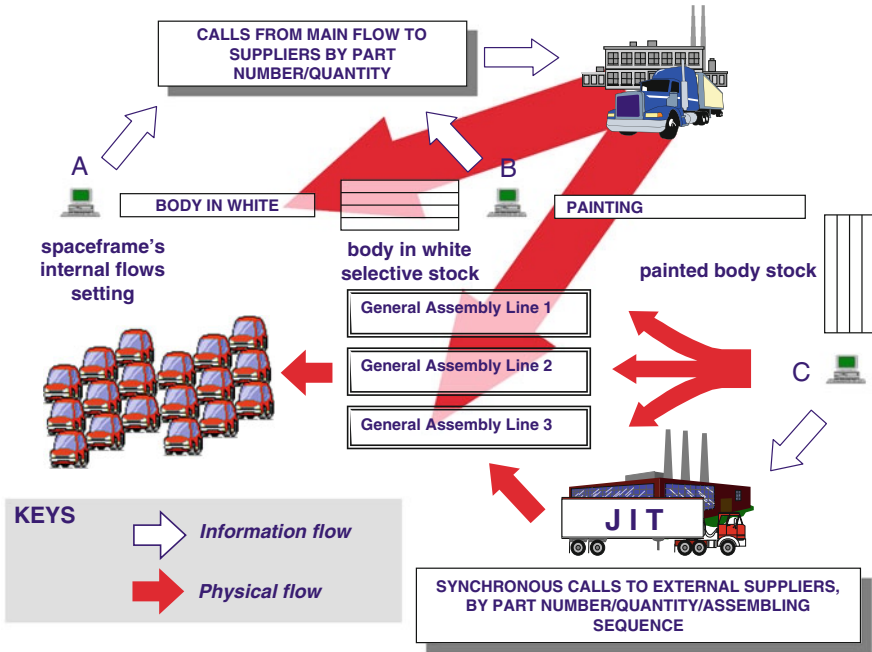 CALLS FROM MAIN FLOW TO
SUPPLIERS BY PART
NUMBER/QUANTITY
A
B
BODY IN WHITE
PAINTING
spaceframe's
internal flows
setting
body in white
selective stock
painted body stock
General Assembly Line 1
General Assembly Line 2
General Assembly Line 3
C
KEYS
Information flow
Physical flow
JIT
SYNCHRONOUS CALLS TO EXTERNAL SUPPLIERS,
BY PART NUMBER/QUANTITY/ASSEMBLING
SEQUENCE